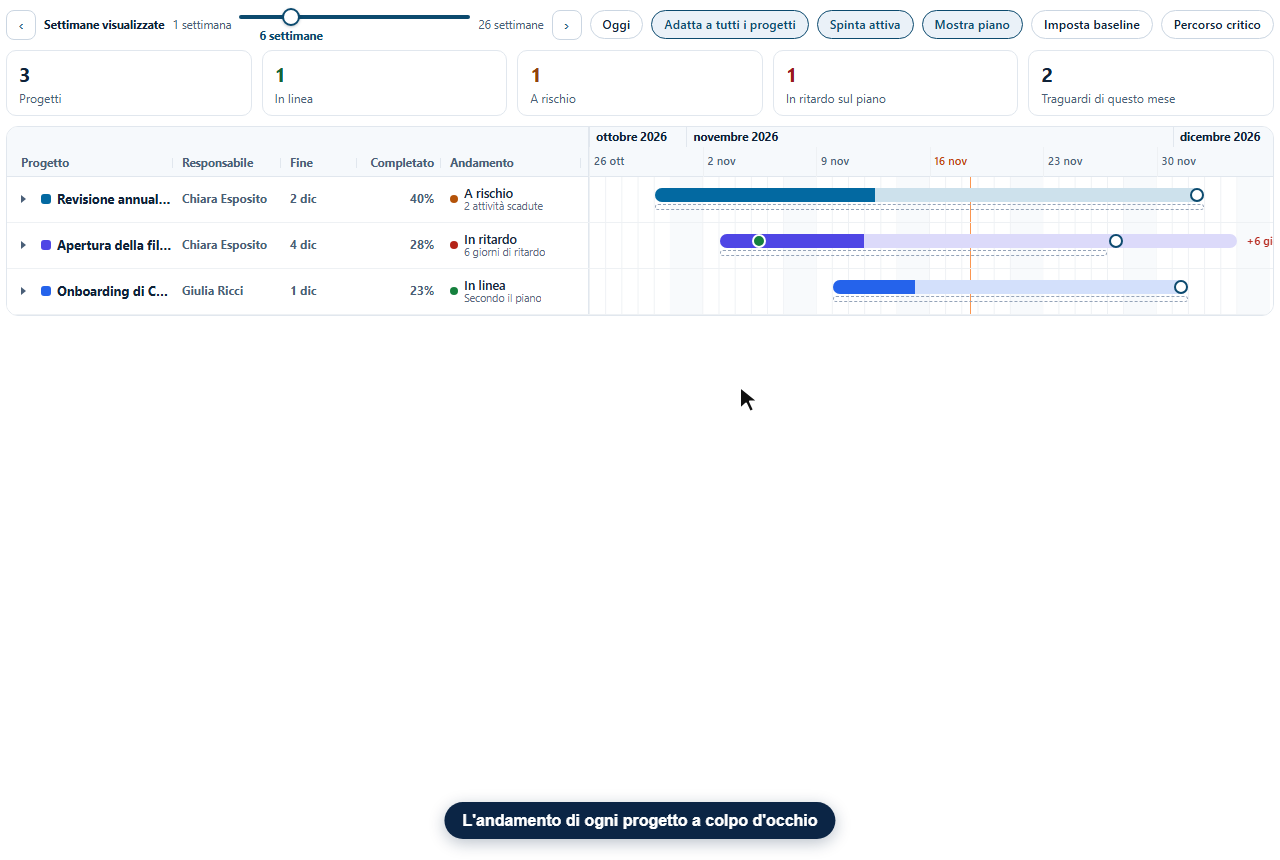 ‹ Settimane visualizzate 1 settimana 6 settimane 26 settimane › Oggi Adatta a tutti i progetti Spinta attiva Mostra piano Imposta baseline Percorso critico
3 Progetti
1 In linea
1 A rischio
1 In ritardo sul piano
2 Traguardi di questo mese
ottobre 2026 novembre 2026 dicembre 2026
Progetto Responsabile Fine Completato Andamento 26 ott 2 nov 9 nov 16 nov 23 nov 30 nov
Revisione annual... Chiara Esposito 2 dic 40% A rischio
2 attività scadute
Apertura della fil... Chiara Esposito 4 dic 28% In ritardo +6 gi
6 giorni di ritardo
Onboarding di C... Giulia Ricci 1 dic 23% In linea
Secondo il piano
L'andamento di ogni progetto a colpo d'occhio